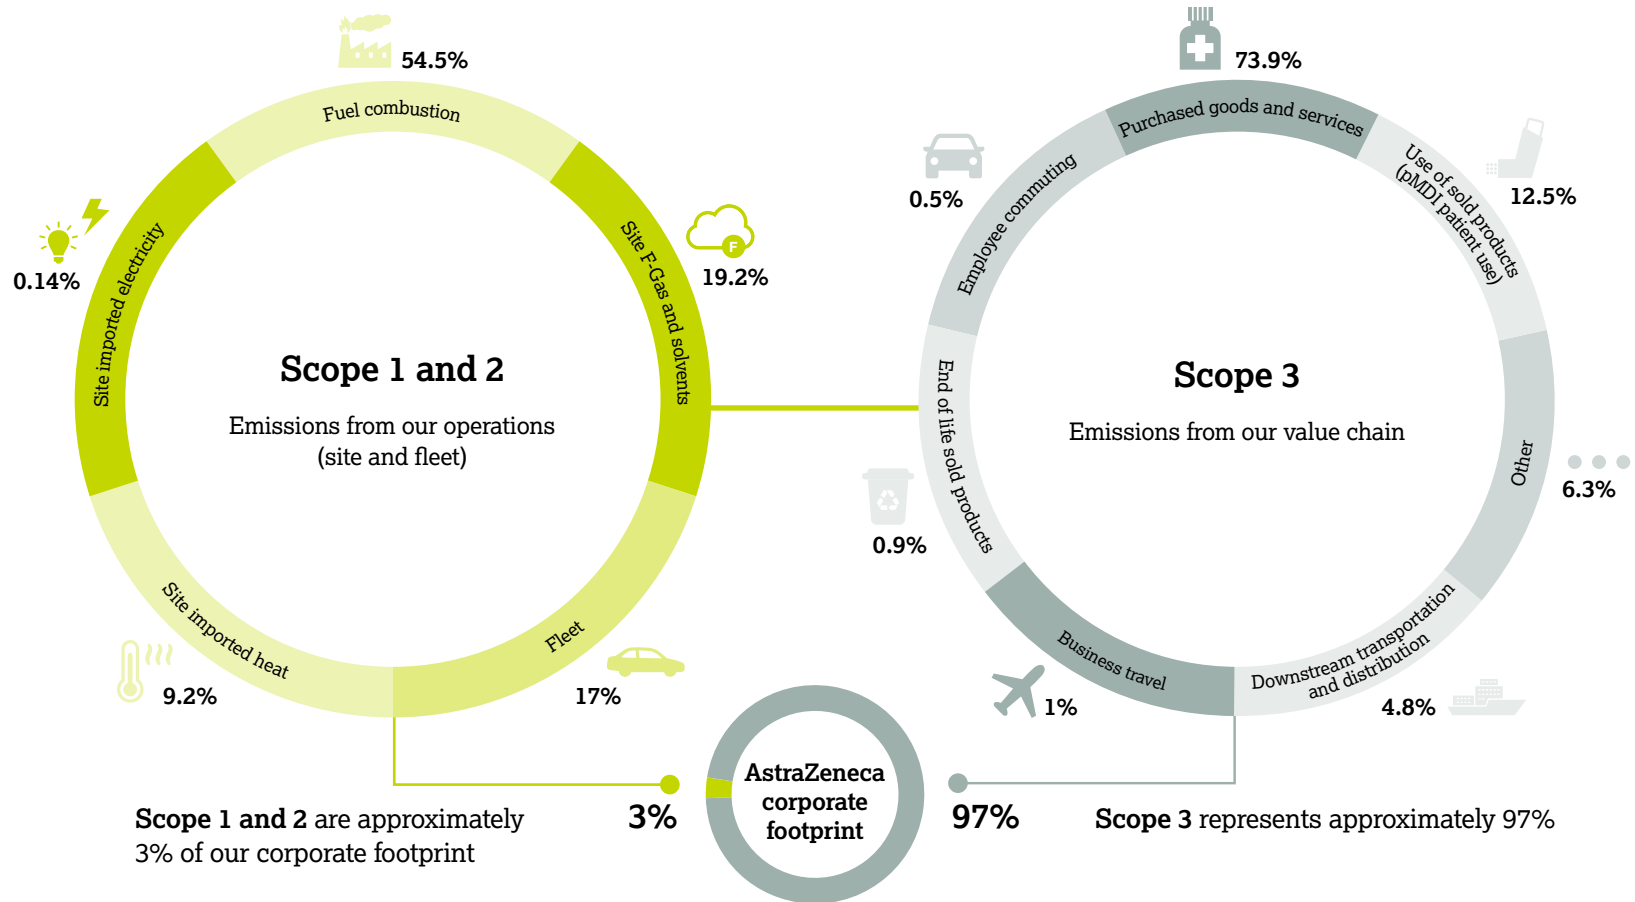 54.5%
Fuel combustion
19.2%
Site F-Gas and solvents
17%
Fleet
9.2%
Site imported heat
0.14%
Site imported electricity
Scope 1 and 2
Emissions from our operations
(site and fleet)
F
73.9%
Purchased goods and services
12.5%
Use of sold products
(pMDI patient use)
6.3%
Other
4.8%
Downstream transportation
and distribution
1%
Business travel
0.9%
End of life sold products
0.5%
Employee commuting
Scope 3
Emissions from our value chain
Scope 1 and 2 are approximately
3% of our corporate footprint
3%
AstraZeneca
corporate
footprint
97%
Scope 3 represents approximately 97%